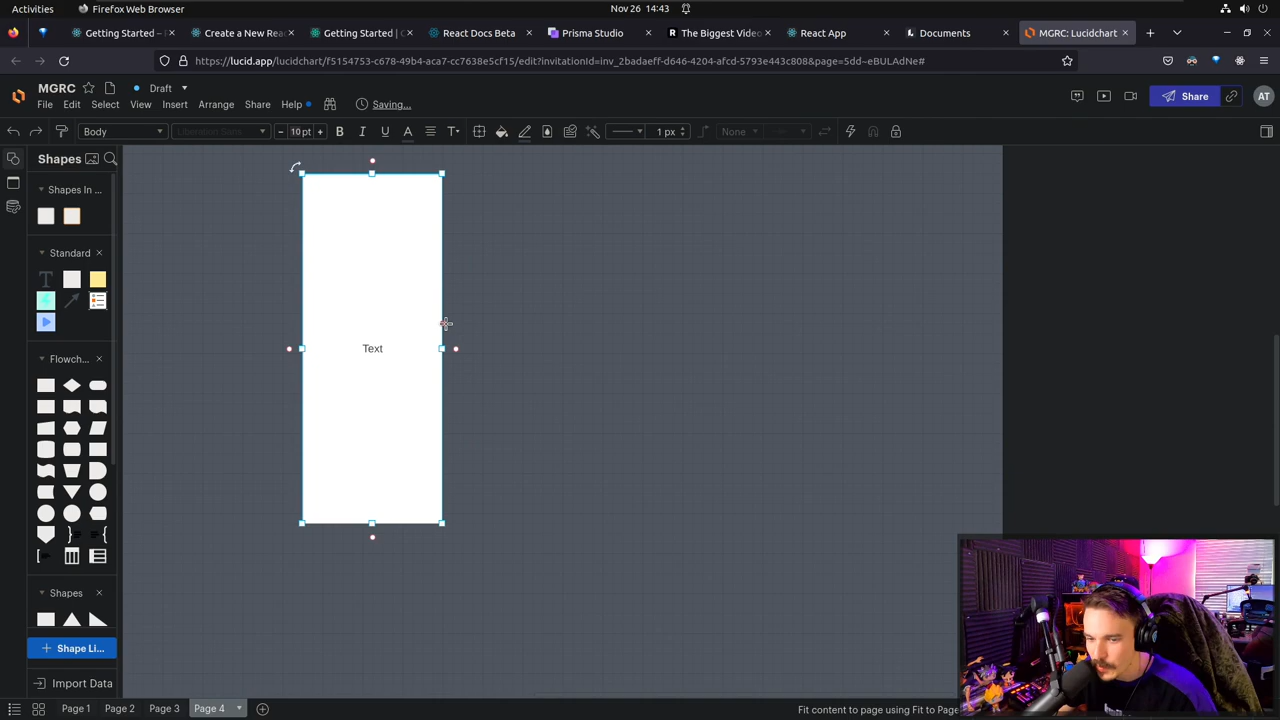 Activities Firefox Web Browser Nov 26 14:43
Getting Started – F Create a New Rea Getting Started | C React Docs Beta Prisma Studio The Biggest Video React App Documents MGRC: Lucidchart
https://lucid.app/lucidchart/f5154753-c678-49b4-aca7-cc7638e5cf15/edit?invitationId=inv_2badaeff-d646-4204-afcd-5793e443c808&page=5dd~eBULAdNe#
MGRC Draft
File Edit Select View Insert Arrange Share Help Saving...
Share AT
Body Liberation Sans 10 pt B I U A T 1 px None
Shapes
Shapes In ...
Standard
T
Flowch...
Shapes
Shape Li...
Import Data
Text
Page 1 Page 2 Page 3 Page 4
Fit content to page using Fit to Page